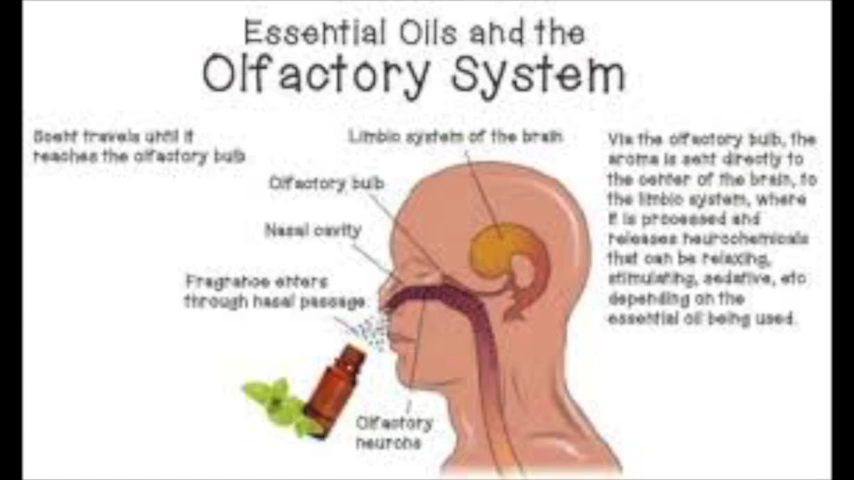 Essential Oils and the
Olfactory System
Scent travels until it
reaches the olfactory bulb
Limbic system of the brain
Olfactory bulb
Nasal cavity
Fragrance enters
through nasal passage
Olfactory
neurons
Via the olfactory bulb, the
aroma is sent directly to
the center of the brain, to
the limbic system, where
it is processed and
releases neurochemicals
that can be relaxing,
stimulating, sedative, etc
depending on the
essential oil being used.